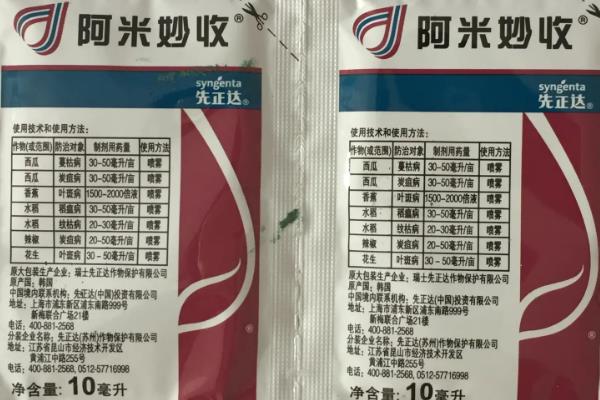 阿米妙收®
syngenta
先正达®
使用技术和使用方法:
作物(或范围) 防治对象 制剂用药量 使用方法
西瓜 蔓枯病 30-50毫升/亩 喷雾
西瓜 炭疽病 30-50毫升/亩 喷雾
香蕉 叶斑病 1500-2000倍液 喷雾
水稻 稻瘟病 30-50毫升/亩 喷雾
水稻 纹枯病 20-30毫升/亩 喷雾
辣椒 炭疽病 20-50毫升/亩 喷雾
花生 叶斑病 30-50毫升/亩 喷雾
原大包装生产企业: 瑞士先正达作物保护有限公司
原产国: 韩国
中国境内联系机构: 先正达(中国)投资有限公司
地址: 上海市浦东新区浦东南路999号
新梅联合广场21楼
电话: 400-881-2568
分装企业名称: 先正达(苏州)作物保护有限公司
地址: 江苏省昆山市经济技术开发区
黄浦江中路255号
电话: 400-881-2568, 0512-57716998
净含量: 10毫升
阿米妙收®
syngenta
先正达®
使用技术和使用方法:
作物(或范围) 防治对象 制剂用药量 使用方法
西瓜 蔓枯病 30-50毫升/亩 喷雾
西瓜 炭疽病 30-50毫升/亩 喷雾
香蕉 叶斑病 1500-2000倍液 喷雾
水稻 稻瘟病 30-50毫升/亩 喷雾
水稻 纹枯病 20-30毫升/亩 喷雾
辣椒 炭疽病 20-50毫升/亩 喷雾
花生 叶斑病 30-50毫升/亩 喷雾
原大包装生产企业: 瑞士先正达作物保护有限公司
原产国: 韩国
中国境内联系机构: 先正达(中国)投资有限公司
地址: 上海市浦东新区浦东南路999号
新梅联合广场21楼
电话: 400-881-2568
分装企业名称: 先正达(苏州)作物保护有限公司
地址: 江苏省昆山市经济技术开发区
黄浦江中路255号
电话: 400-881-2568, 0512-57716998
净含量: 10毫升